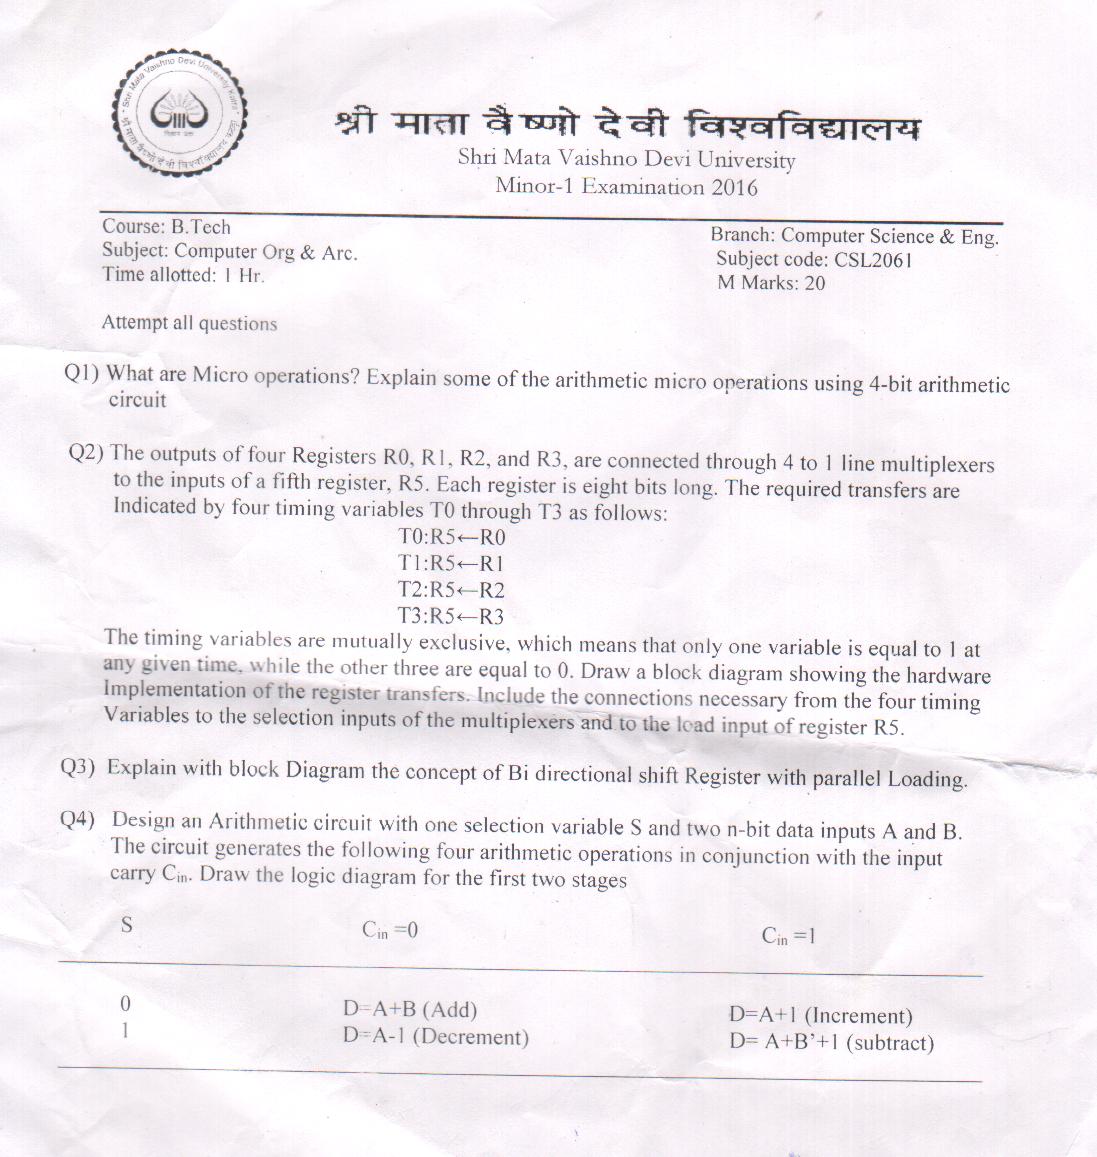 Shri Mata Vaishno Devi University Katra
श्री माता वैष्णो देवी विश्वविद्यालय
Shri Mata Vaishno Devi University
Minor-1 Examination 2016
Course: B.Tech
Subject: Computer Org & Arc.
Time allotted: 1 Hr.
Branch: Computer Science & Eng.
Subject code: CSL2061
M Marks: 20
Attempt all questions
Q1) What are Micro operations? Explain some of the arithmetic micro operations using 4-bit arithmetic
circuit
Q2) The outputs of four Registers R0, R1, R2, and R3, are connected through 4 to 1 line multiplexers
to the inputs of a fifth register, R5. Each register is eight bits long. The required transfers are
Indicated by four timing variables T0 through T3 as follows:
T0:R5←R0
T1:R5←R1
T2:R5←R2
T3:R5←R3
The timing variables are mutually exclusive, which means that only one variable is equal to 1 at
any given time, while the other three are equal to 0. Draw a block diagram showing the hardware
Implementation of the register transfers. Include the connections necessary from the four timing
Variables to the selection inputs of the multiplexers and to the load input of register R5.
Q3) Explain with block Diagram the concept of Bi directional shift Register with parallel Loading.
Q4) Design an Arithmetic circuit with one selection variable S and two n-bit data inputs A and B.
The circuit generates the following four arithmetic operations in conjunction with the input
carry Cin. Draw the logic diagram for the first two stages
S Cin =0 Cin =1
0 D=A+B (Add) D=A+1 (Increment)
1 D=A-1 (Decrement) D= A+B'+1 (subtract)